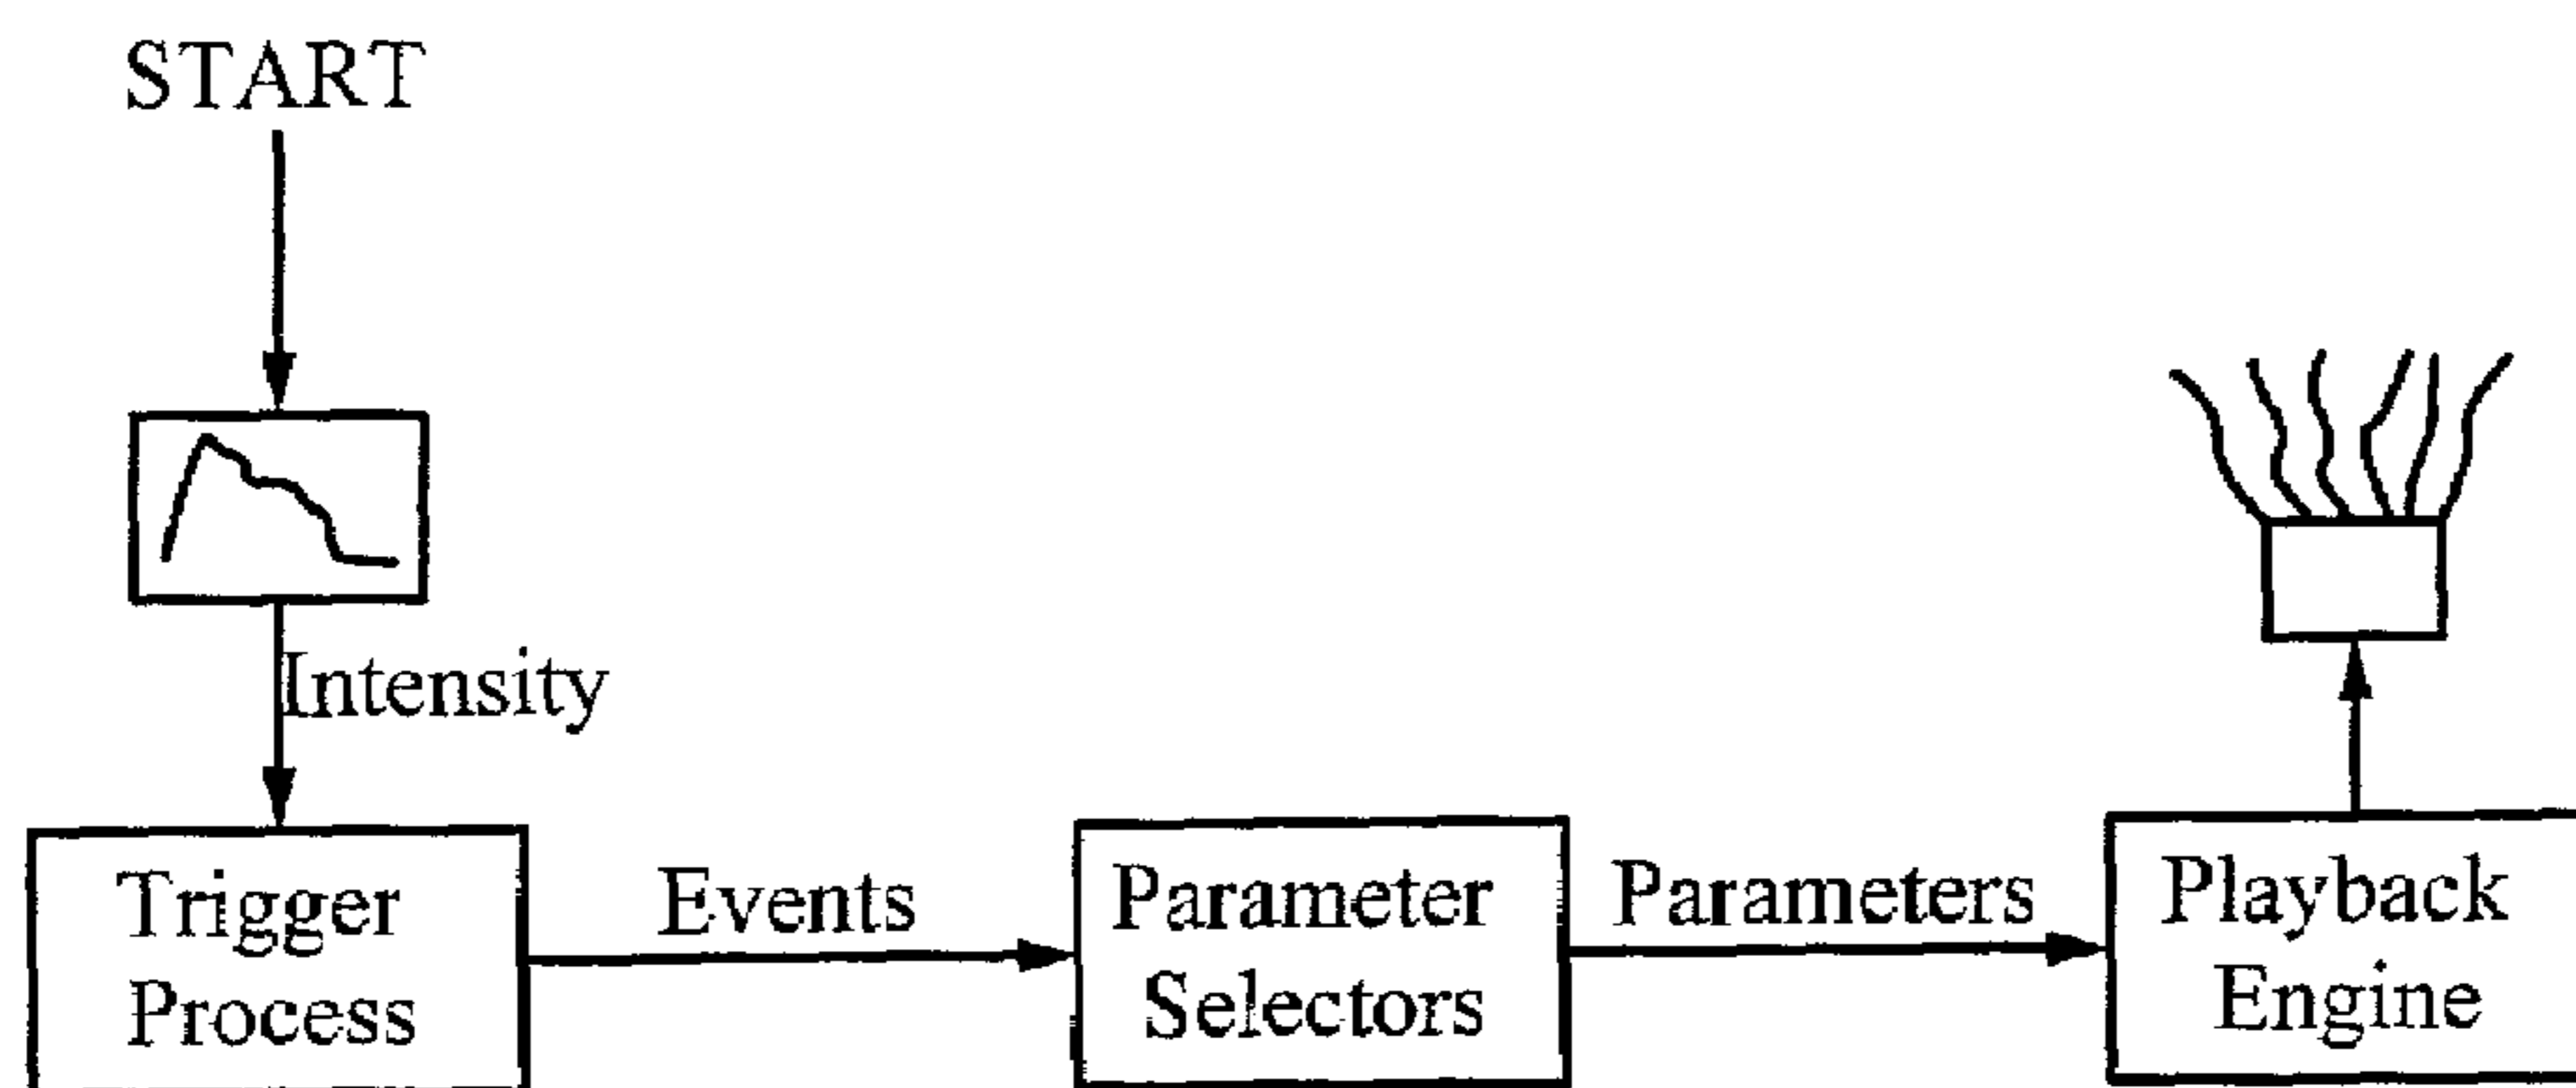 START
Intensity
Trigger
Process
Events
Parameter
Selectors
Parameters
Playback
Engine